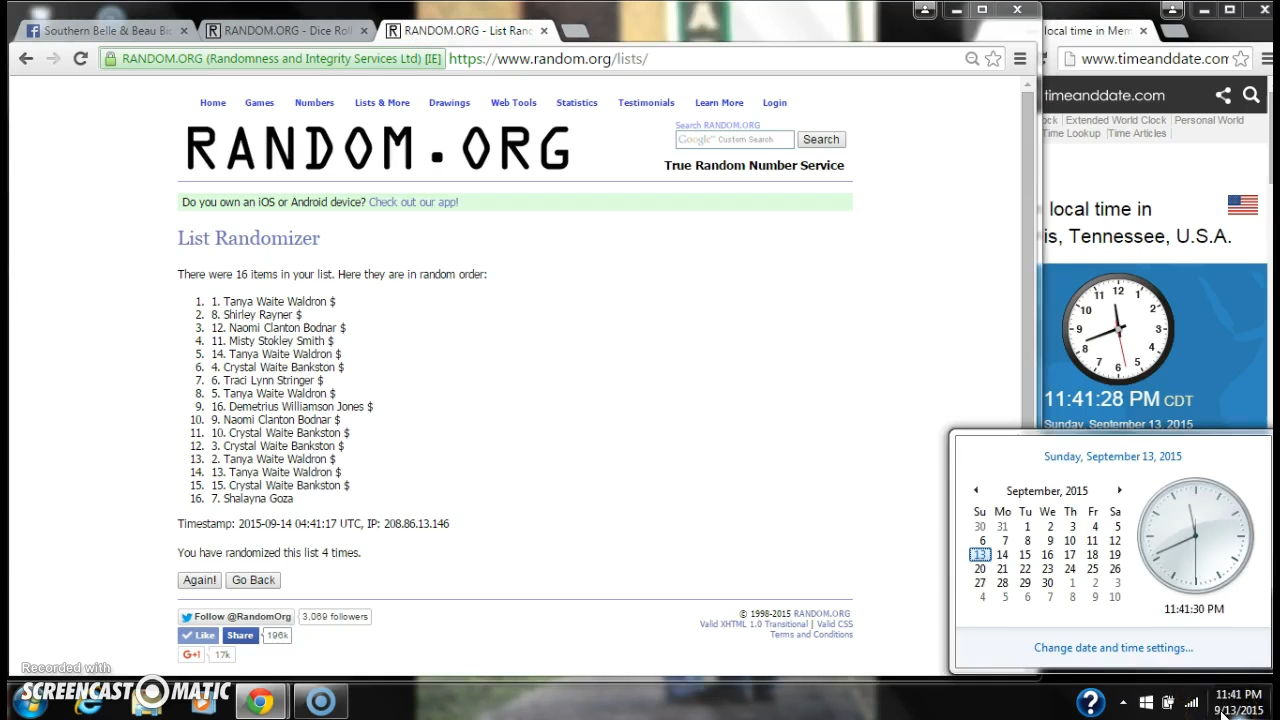 Southern Belle & Beau Bi
RANDOM.ORG - Dice Roll
RANDOM.ORG - List Ran
local time in Mem
RANDOM.ORG (Randomness and Integrity Services Ltd) [IE]
https://www.random.org/lists/
www.timeanddate.com
Home Games Numbers Lists & More Drawings Web Tools Statistics Testimonials Learn More Login
timeanddate.com
ock Extended World Clock Personal World
Time Lookup Time Articles
Search RANDOM.ORG
RANDOM.ORG
Google™ Custom Search Search
True Random Number Service
Do you own an iOS or Android device? Check out our app!
local time in
is, Tennessee, U.S.A.
List Randomizer
There were 16 items in your list. Here they are in random order:
1. 1. Tanya Waite Waldron $
2. 8. Shirley Rayner $
3. 12. Naomi Clanton Bodnar $
4. 11. Misty Stokley Smith $
5. 14. Tanya Waite Waldron $
6. 4. Crystal Waite Bankston $
7. 6. Traci Lynn Stringer $
8. 5. Tanya Waite Waldron $
9. 16. Demetrius Williamson Jones $
10. 9. Naomi Clanton Bodnar $
11. 10. Crystal Waite Bankston $
12. 3. Crystal Waite Bankston $
13. 2. Tanya Waite Waldron $
14. 13. Tanya Waite Waldron $
15. 15. Crystal Waite Bankston $
16. 7. Shalayna Goza
Timestamp: 2015-09-14 04:41:17 UTC, IP: 208.86.13.146
You have randomized this list 4 times.
Again! Go Back
12 1 2 3 4 5 6 7 8 9 10 11
11:41:28 PM CDT
Sunday, September 13, 2015
Sunday, September 13, 2015
September, 2015
Su Mo Tu We Th Fr Sa
30 31 1 2 3 4 5
6 7 8 9 10 11 12
13 14 15 16 17 18 19
20 21 22 23 24 25 26
27 28 29 30 1 2 3
4 5 6 7 8 9 10
11:41:30 PM
Change date and time settings...
Follow @RandomOrg 3,069 followers
Like Share 196k
G+1 17k
© 1998-2015 RANDOM.ORG
Valid XHTML 1.0 Transitional | Valid CSS
Terms and Conditions
Recorded with
SCREENCAST-O-MATIC
11:41 PM
9/13/2015